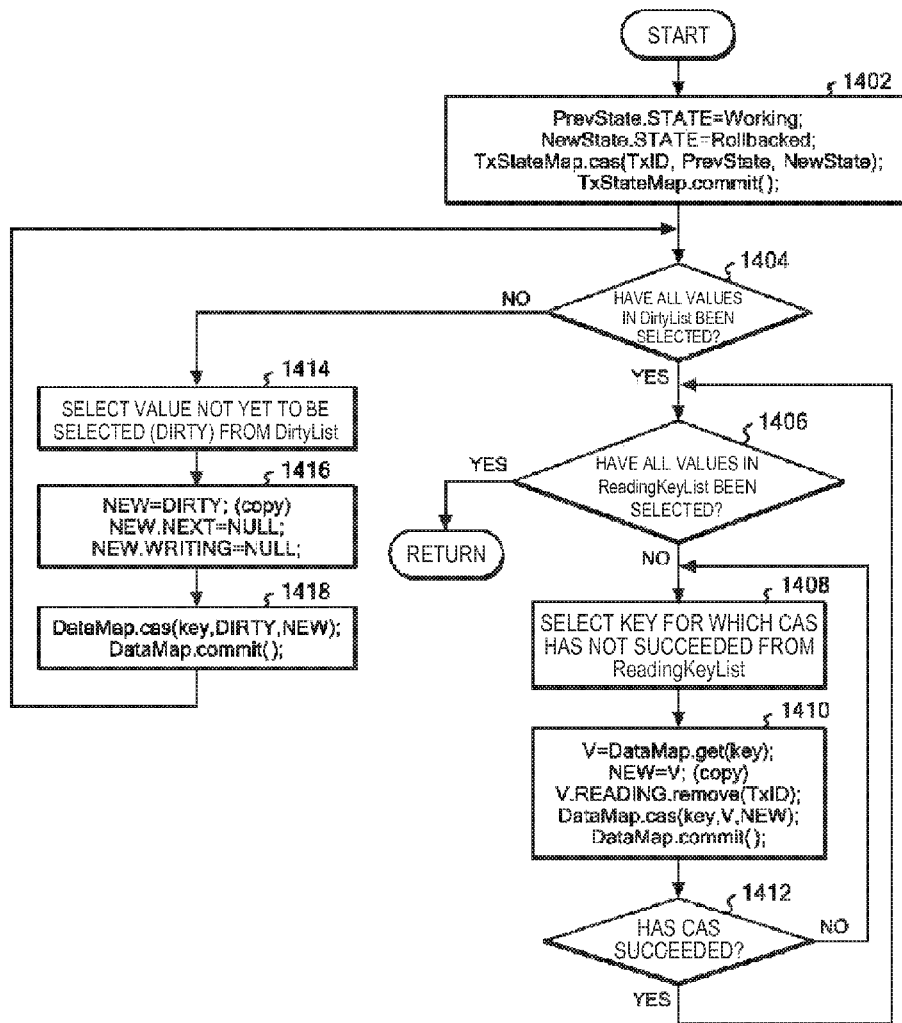 START
1402
PrevState.STATE=Working;
NewState.STATE=Rollbacked;
TxStateMap.cas(TxID, PrevState, NewState);
TxStateMap.commit();
1404
HAVE ALL VALUES
IN DirtyList BEEN
SELECTED?
NO
YES
1414
SELECT VALUE NOT YET TO BE
SELECTED (DIRTY) FROM DirtyList
1416
NEW=DIRTY; (copy)
NEW.NEXT=NULL;
NEW.WRITING=NULL;
1418
DataMap.cas(key,DIRTY,NEW);
DataMap.commit();
1406
HAVE ALL VALUES IN
ReadingKeyList BEEN
SELECTED?
YES
RETURN
NO
1408
SELECT KEY FOR WHICH CAS
HAS NOT SUCCEEDED FROM
ReadingKeyList
1410
V=DataMap.get(key);
NEW=V; (copy)
V.READING.remove(TxID);
DataMap.cas(key,V,NEW);
DataMap.commit();
1412
HAS CAS
SUCCEEDED?
NO
YES